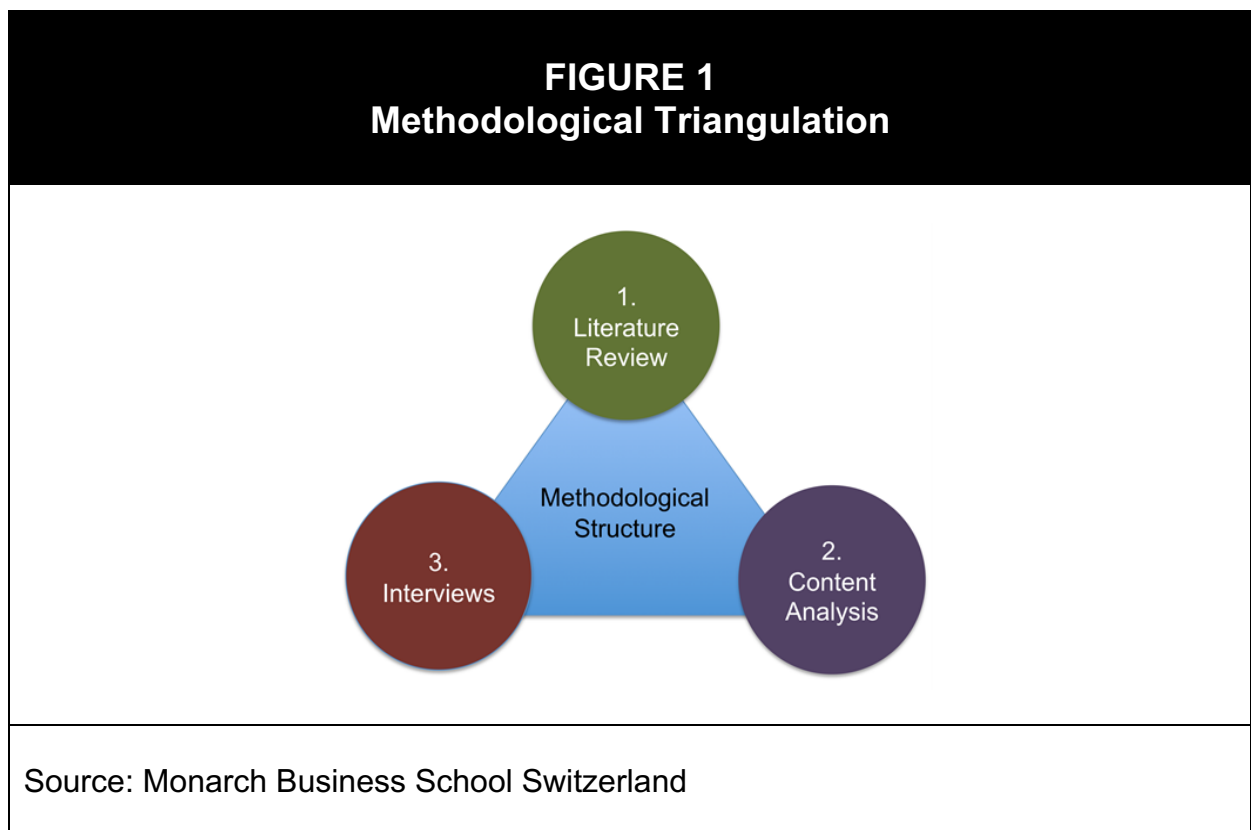 FIGURE 1
Methodological Triangulation
1.
Literature
Review
Methodological
Structure
3.
Interviews
2.
Content
Analysis
Source: Monarch Business School Switzerland